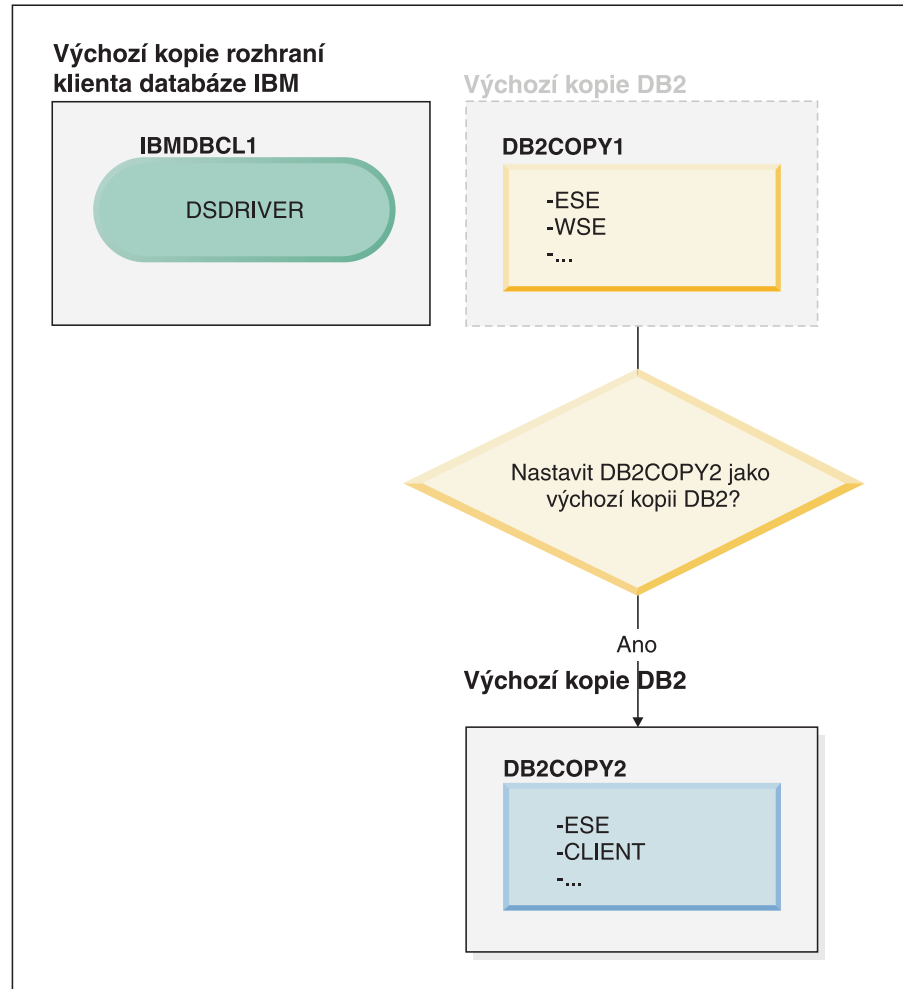 Výchozí kopie rozhraní
klienta databáze IBM
IBMDBCL1
DSDRIVER
Výchozí kopie DB2
DB2COPY1
-ESE
-WSE
-...
Nastavit DB2COPY2 jako
výchozí kopii DB2?
Ano
Výchozí kopie DB2
DB2COPY2
-ESE
-CLIENT
-...